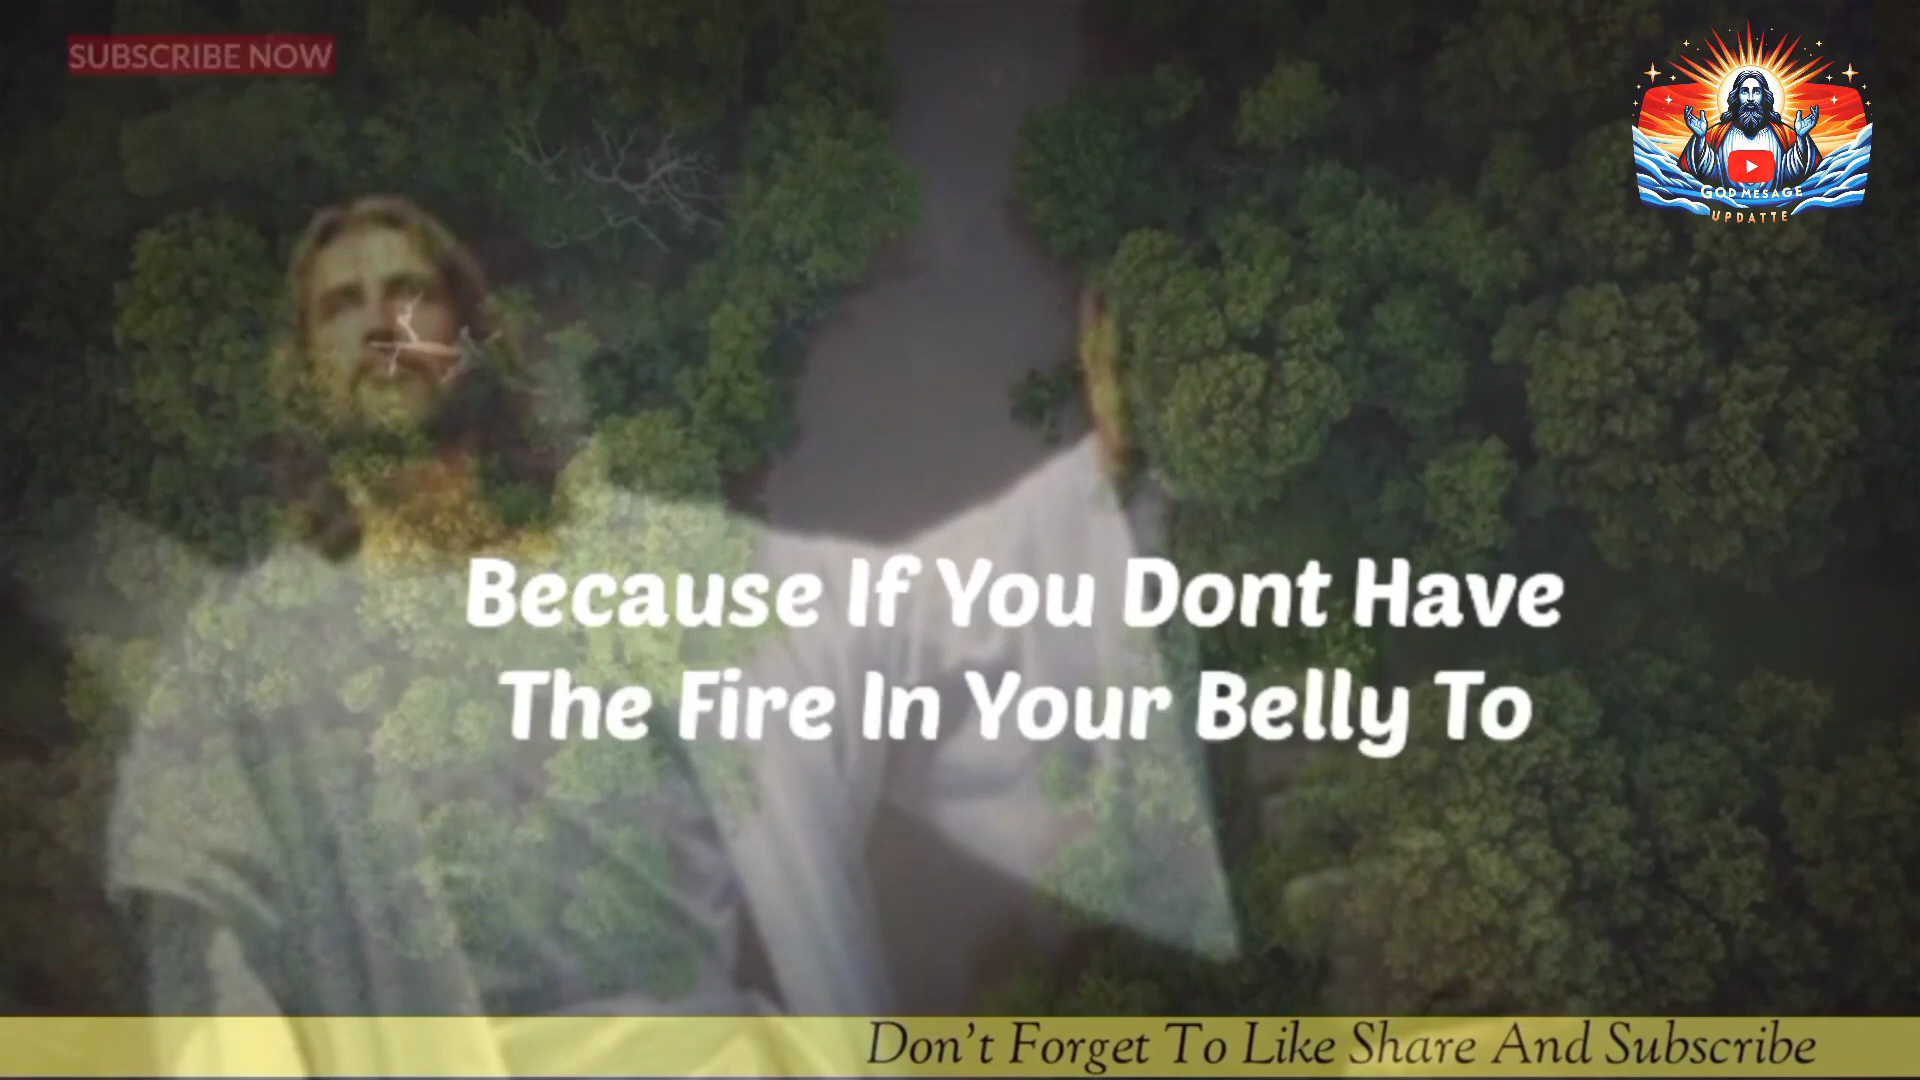 SUBSCRIBE NOW
GOD MESAGE
UPDATTE
Because If You Dont Have
The Fire In Your Belly To
Don't Forget To Like Share And Subscribe